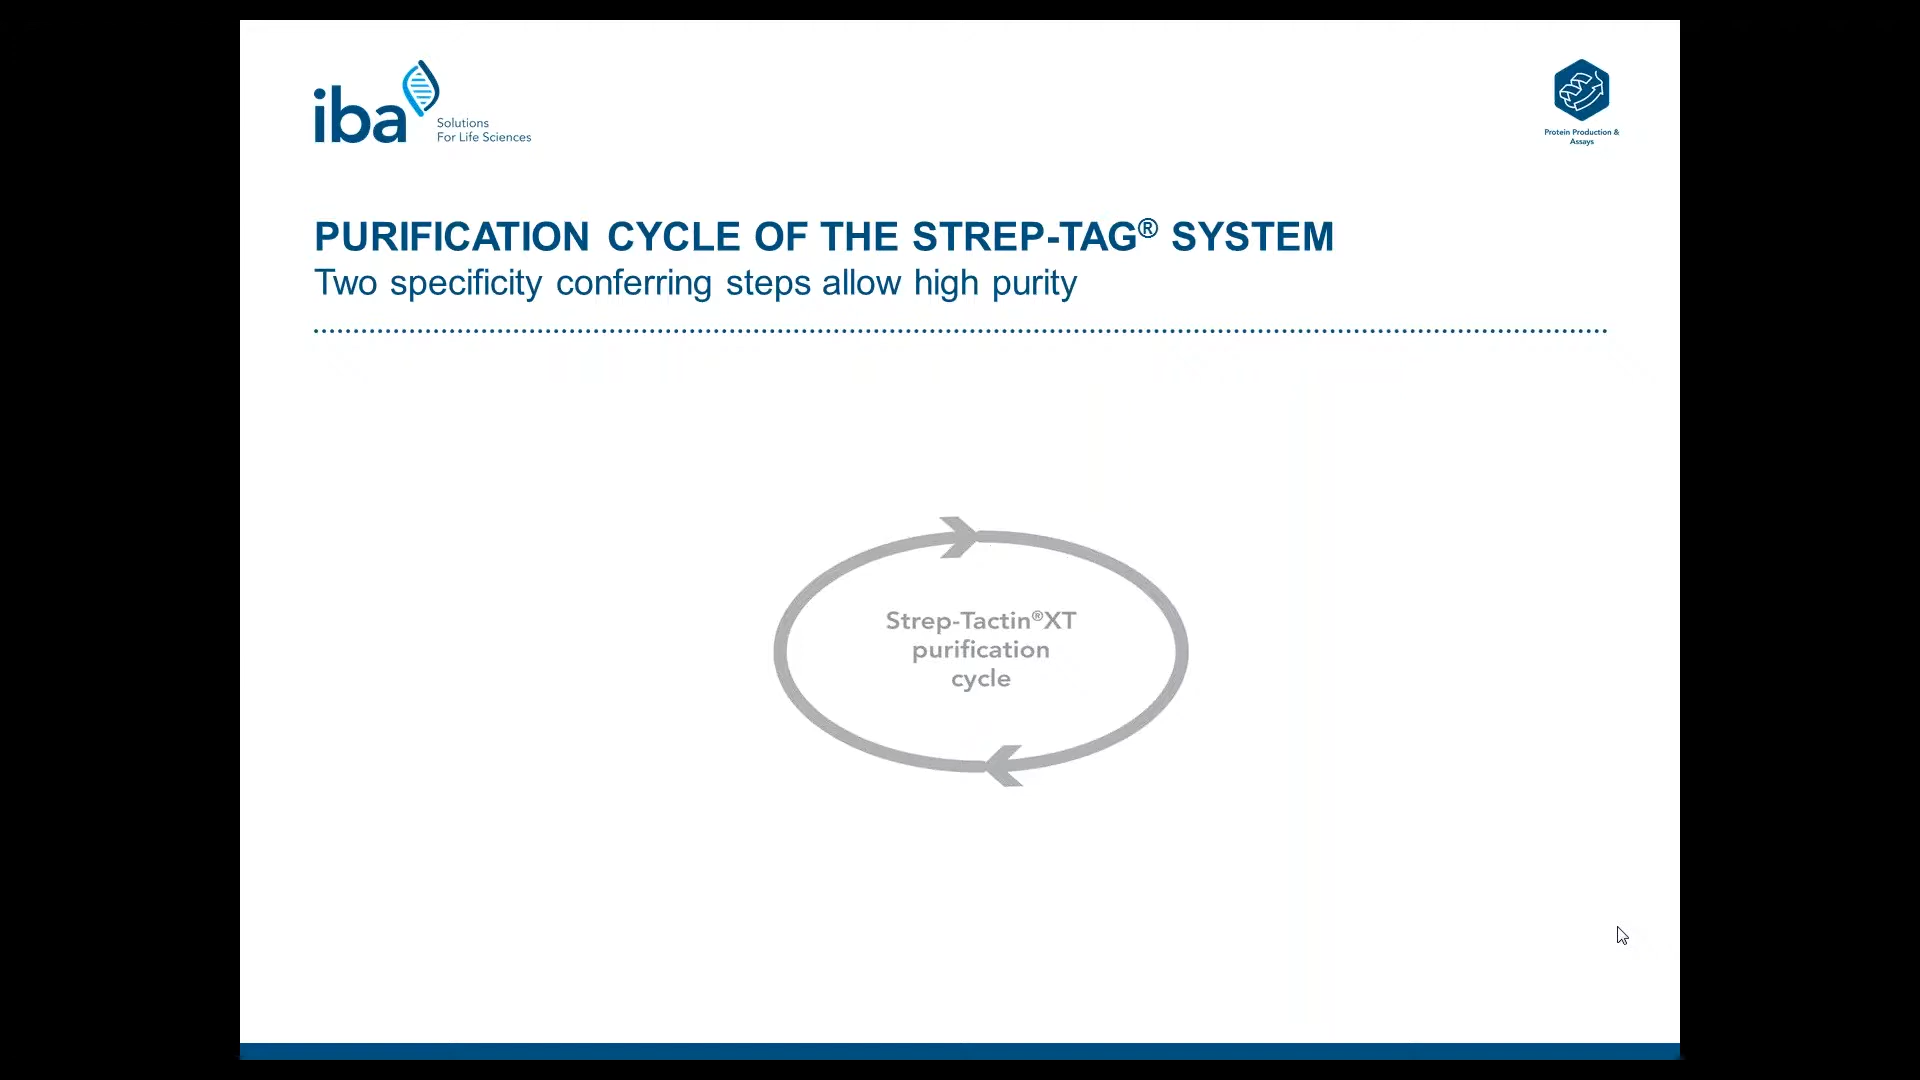 iba
Solutions
For Life Sciences
Protein Production &
Assays
PURIFICATION CYCLE OF THE STREP-TAG® SYSTEM
Two specificity conferring steps allow high purity
Strep-Tactin®XT
purification
cycle